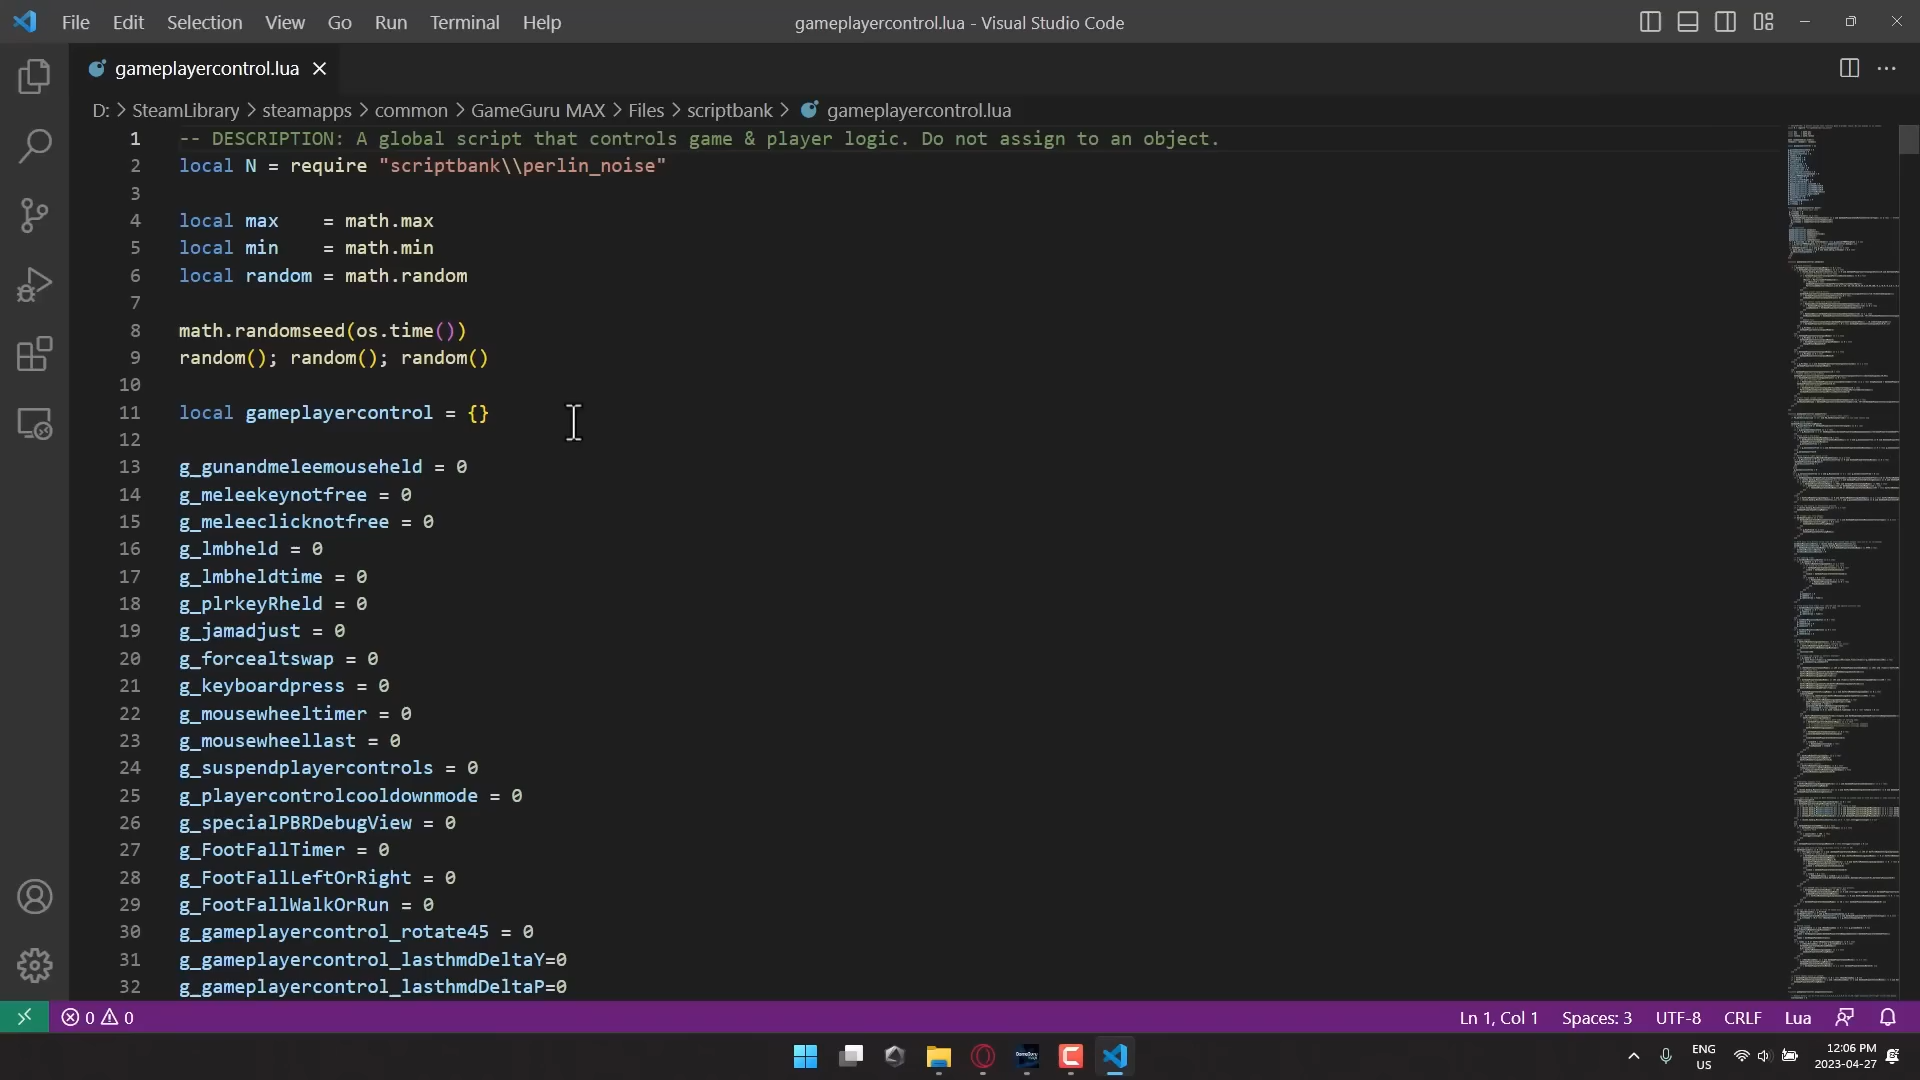 File Edit Selection View Go Run Terminal Help
gameplayercontrol.lua - Visual Studio Code
gameplayercontrol.lua
D: > SteamLibrary > steamapps > common > GameGuru MAX > Files > scriptbank > gameplayercontrol.lua
1 -- DESCRIPTION: A global script that controls game & player logic. Do not assign to an object.
2 local N = require "scriptbank\\perlin_noise"
3
4 local max    = math.max
5 local min    = math.min
6 local random = math.random
7
8 math.randomseed(os.time())
9 random(); random(); random()
10
11 local gameplayercontrol = {}
12
13 g_gunandmeleemouseheld = 0
14 g_meleekeynotfree = 0
15 g_meleeclicknotfree = 0
16 g_lmbheld = 0
17 g_lmbheldtime = 0
18 g_plrkeyRheld = 0
19 g_jamadjust = 0
20 g_forcealtswap = 0
21 g_keyboardpress = 0
22 g_mousewheeltimer = 0
23 g_mousewheellast = 0
24 g_suspendplayercontrols = 0
25 g_playercontrolcooldownmode = 0
26 g_specialPBRDebugView = 0
27 g_FootFallTimer = 0
28 g_FootFallLeftOrRight = 0
29 g_FootFallWalkOrRun = 0
30 g_gameplayercontrol_rotate45 = 0
31 g_gameplayercontrol_lasthmdDeltaY=0
32 g_gameplayercontrol_lasthmdDeltaP=0
0 0 Ln 1, Col 1 Spaces: 3 UTF-8 CRLF Lua
ENG
US
12:06 PM
2023-04-27